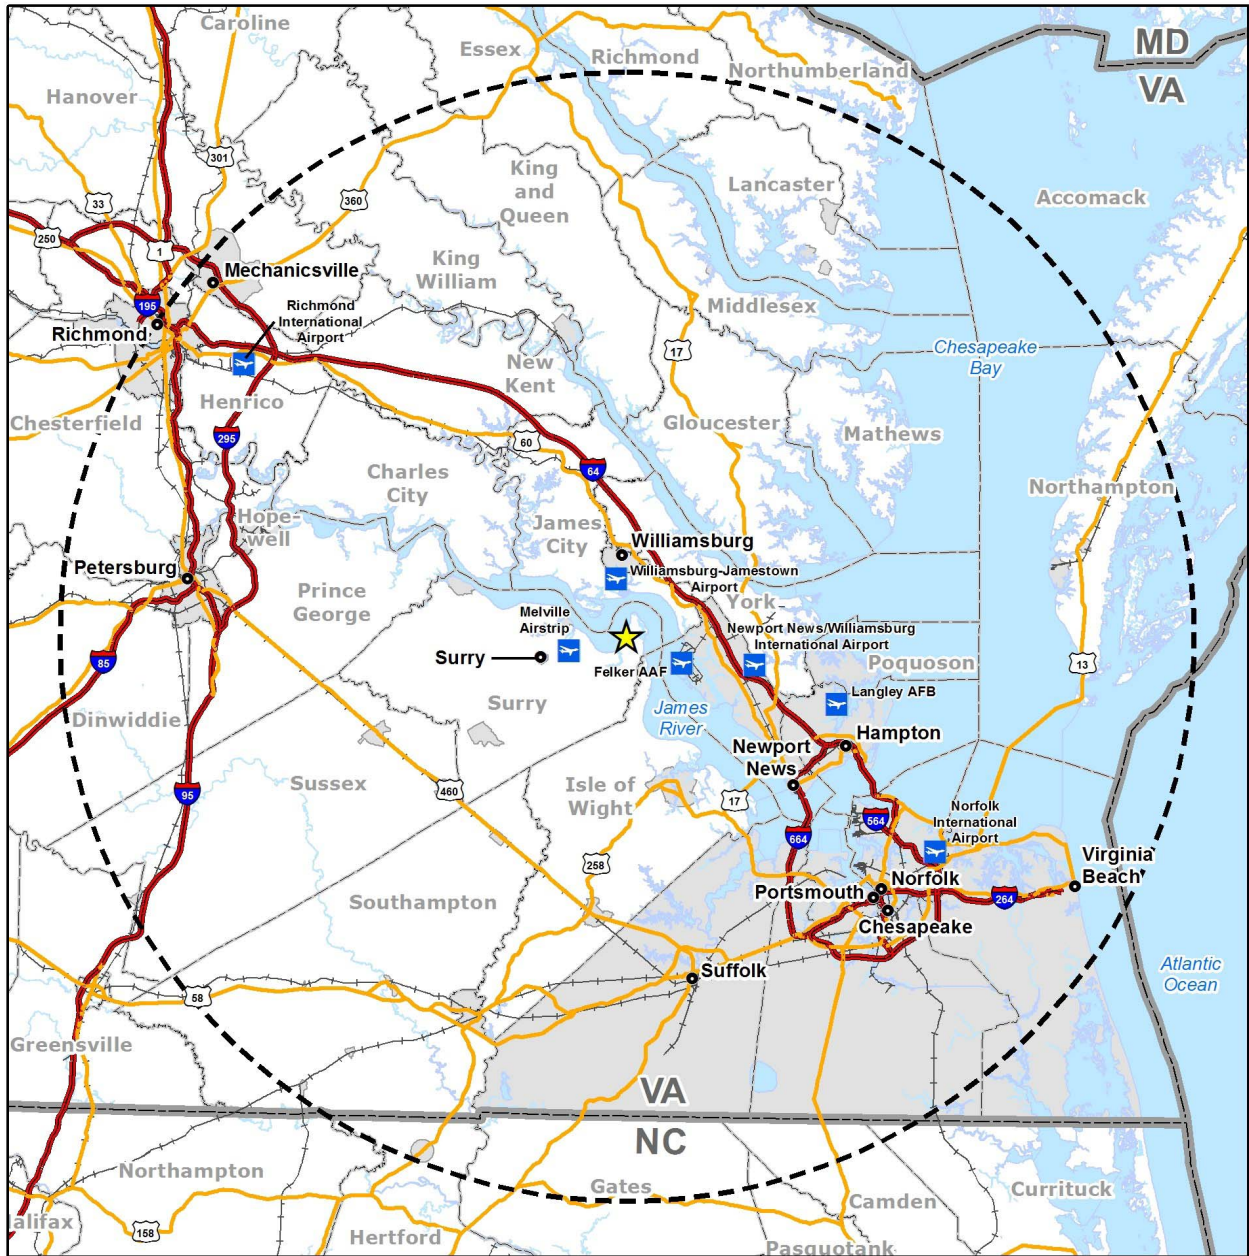 Caroline
Essex
Richmond
Northumberland
MD
VA
Hanover
301
King
and
Queen
Lancaster
Accomack
33
360
250
1
Mechanicsville
King
William
195
Richmond
International
Airport
Middlesex
Richmond
17
Chesapeake
Bay
New
Kent
Henrico
Chesterfield
295
60
Gloucester
Mathews
64
Charles
City
Northampton
Hope-
well
James
City
Williamsburg
Petersburg
Williamsburg-Jamestown
Airport
Prince
George
York
Melville
Airstrip
Newport News/Williamsburg
International Airport
Surry
Felker AAF
Poquoson
85
13
Langley AFB
Surry
James
River
Dinwiddie
Hampton
Newport
News
Sussex
Isle of
Wight
95
460
17
Norfolk
International
Airport
564
664
258
Virginia
Beach
Norfolk
Portsmouth
264
Southampton
Chesapeake
Suffolk
Atlantic
Ocean
58
Greensville
VA
NC
Northampton
Gates
Camden
Currituck
alifax
158
Hertford
Pasquotank